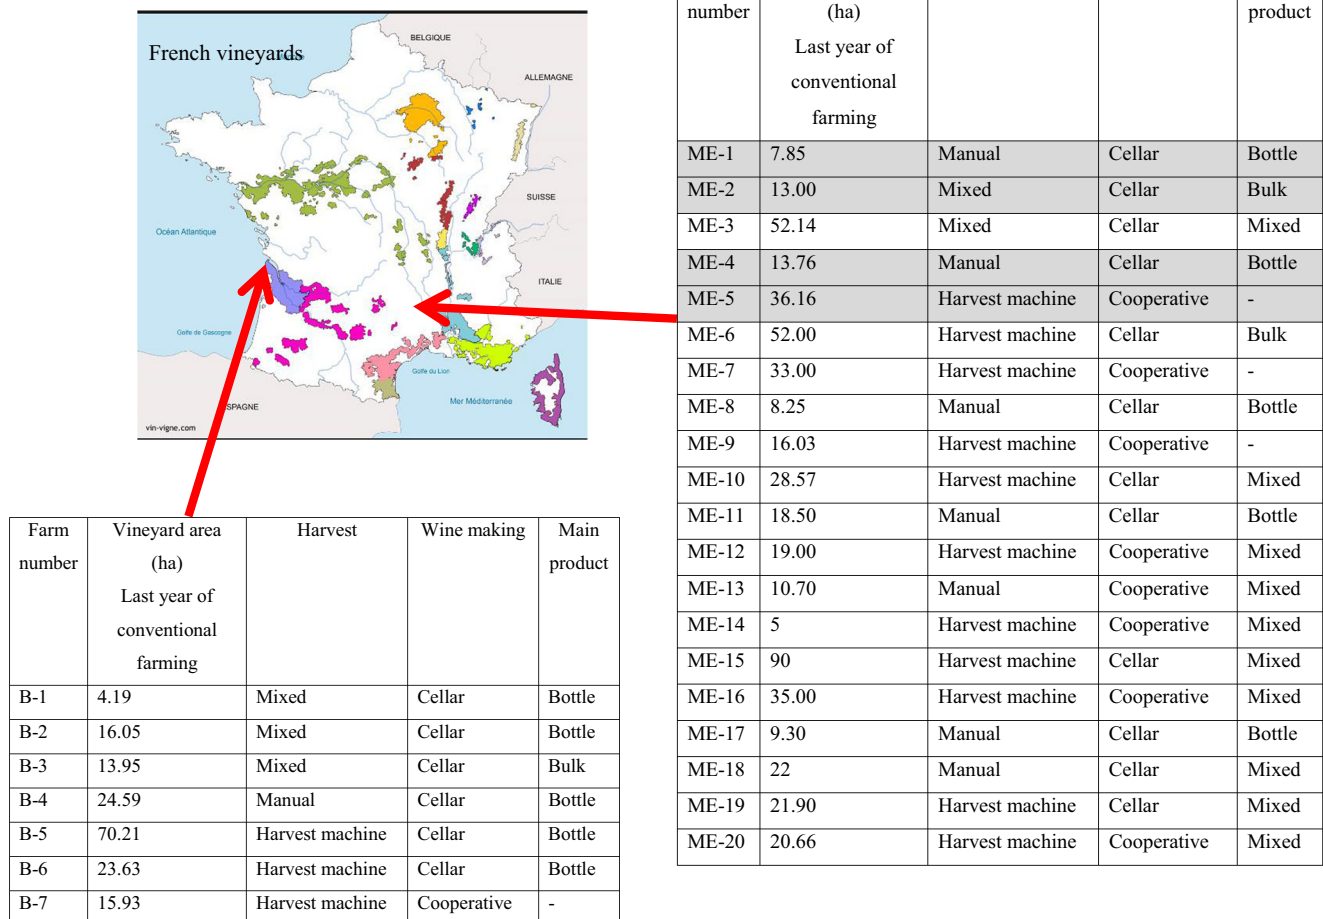 French vineyards
BELGIQUE
ALLEMAGNE
SUISSE
Océan Atlantique
ITALIE
Golfe de Gascogne
Golfe du Lion
Mer Méditerranée
SPAGNE
vin-vigne.com
number (ha) product
Last year of
conventional
farming
ME-1 7.85 Manual Cellar Bottle
ME-2 13.00 Mixed Cellar Bulk
ME-3 52.14 Mixed Cellar Mixed
ME-4 13.76 Manual Cellar Bottle
ME-5 36.16 Harvest machine Cooperative -
ME-6 52.00 Harvest machine Cellar Bulk
ME-7 33.00 Harvest machine Cooperative -
ME-8 8.25 Manual Cellar Bottle
ME-9 16.03 Harvest machine Cooperative -
ME-10 28.57 Harvest machine Cellar Mixed
ME-11 18.50 Manual Cellar Bottle
ME-12 19.00 Harvest machine Cooperative Mixed
ME-13 10.70 Manual Cooperative Mixed
ME-14 5 Harvest machine Cooperative Mixed
ME-15 90 Harvest machine Cellar Mixed
ME-16 35.00 Harvest machine Cooperative Mixed
ME-17 9.30 Manual Cellar Bottle
ME-18 22 Manual Cellar Mixed
ME-19 21.90 Harvest machine Cellar Mixed
ME-20 20.66 Harvest machine Cooperative Mixed
Farm Vineyard area Harvest Wine making Main
number (ha) product
Last year of
conventional
farming
B-1 4.19 Mixed Cellar Bottle
B-2 16.05 Mixed Cellar Bottle
B-3 13.95 Mixed Cellar Bulk
B-4 24.59 Manual Cellar Bottle
B-5 70.21 Harvest machine Cellar Bottle
B-6 23.63 Harvest machine Cellar Bottle
B-7 15.93 Harvest machine Cooperative -